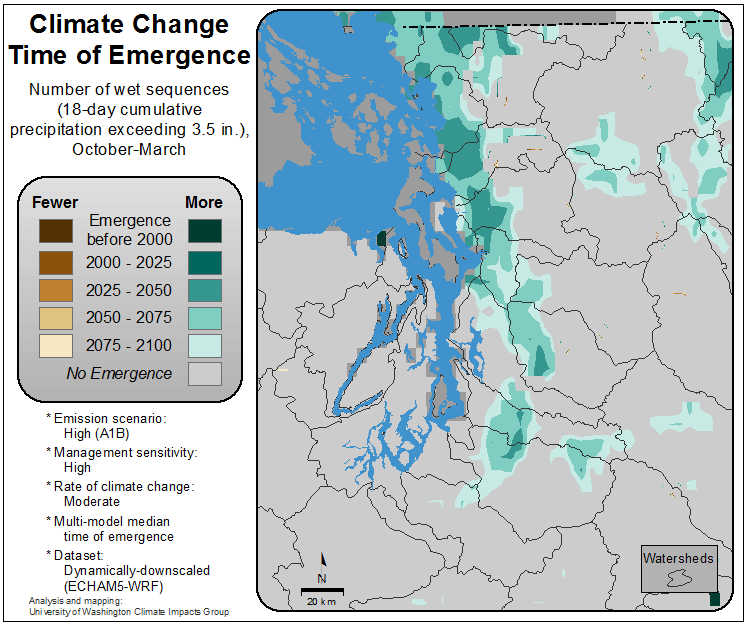 Climate Change
Time of Emergence
Number of wet sequences
(18-day cumulative
precipitation exceeding 3.5 in.),
October-March
Fewer
More
Emergence
before 2000
2000 - 2025
2025 - 2050
2050 - 2075
2075 - 2100
No Emergence
* Emission scenario:
High (A1B)
* Management sensitivity:
High
* Rate of climate change:
Moderate
* Multi-model median
time of emergence
* Dataset:
Dynamically-downscaled
(ECHAM5-WRF)
Analysis and mapping:
University of Washington Climate Impacts Group
N
20 km
Watersheds